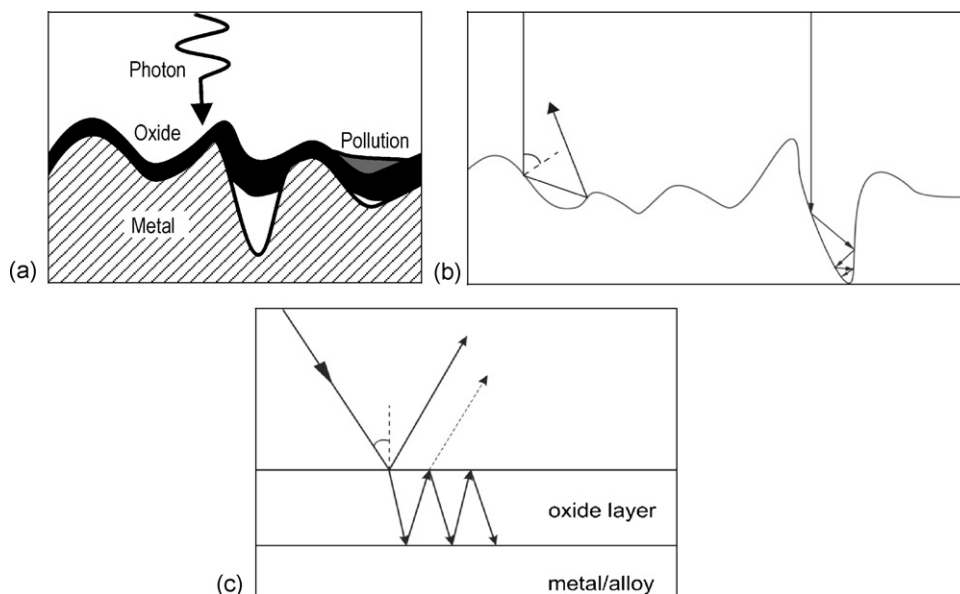 Photon
Oxide
Pollution
Metal
(a)
(b)
oxide layer
metal/alloy
(c)